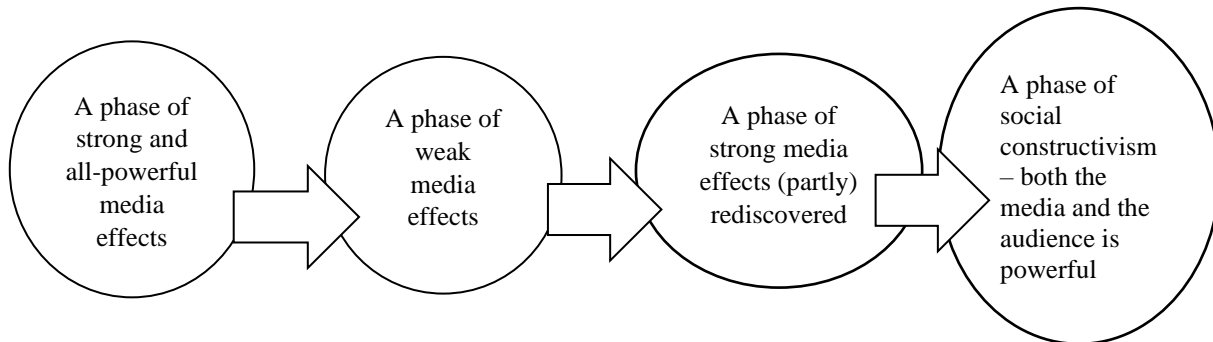 A phase of
strong and
all-powerful
media
effects
A phase of
weak
media
effects
A phase of
strong media
effects (partly)
rediscovered
A phase of
social
constructivism
– both the
media and the
audience is
powerful